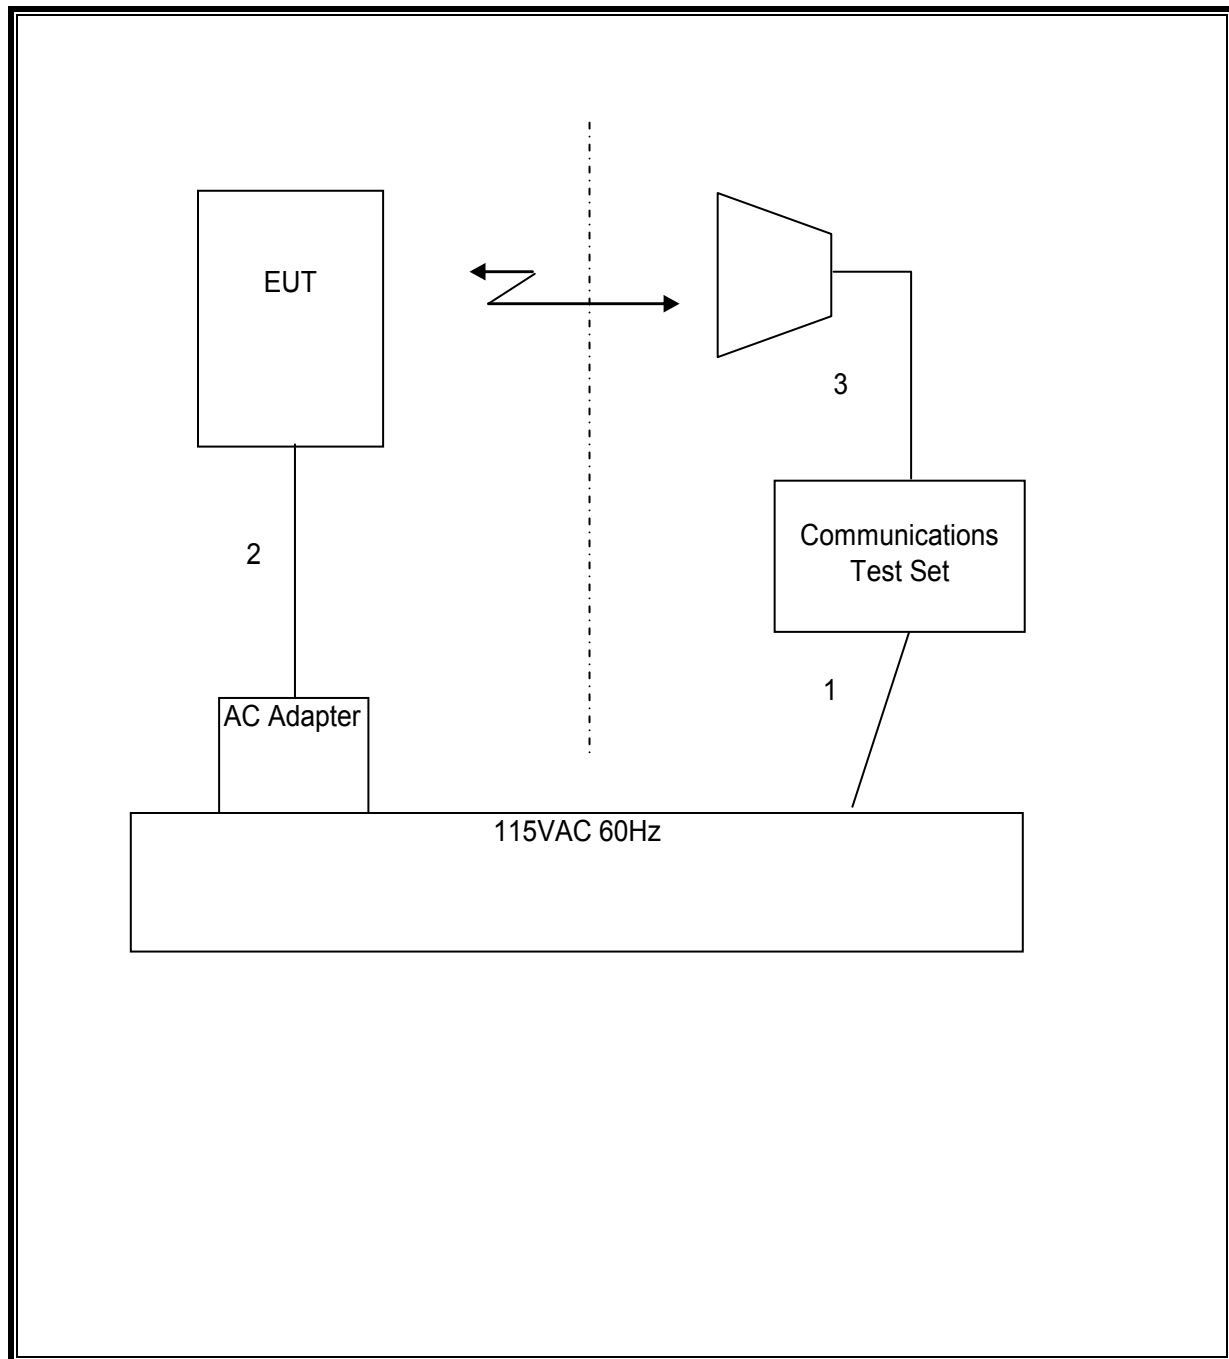 EUT
3
Communications
Test Set
2
1
AC Adapter
115VAC 60Hz